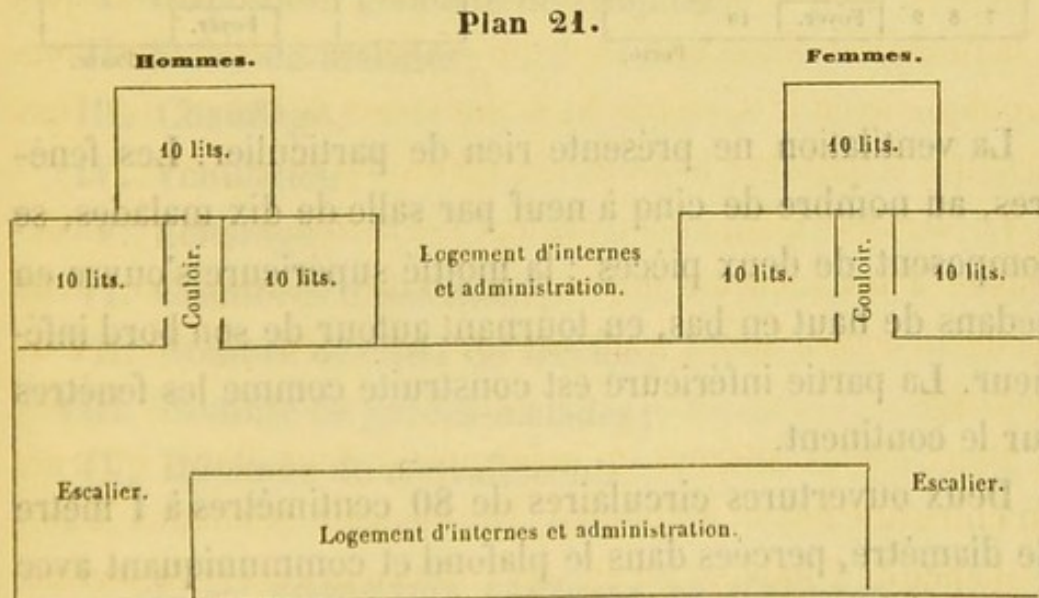 Plan 21.
Hommes.
Femmes.
10 lits.
10 lits.
10 lits.
Couloir.
10 lits.
Logement d'internes
et administration.
10 lits.
Couloir.
10 lits.
Escalier.
Escalier.
Logement d'internes et administration.